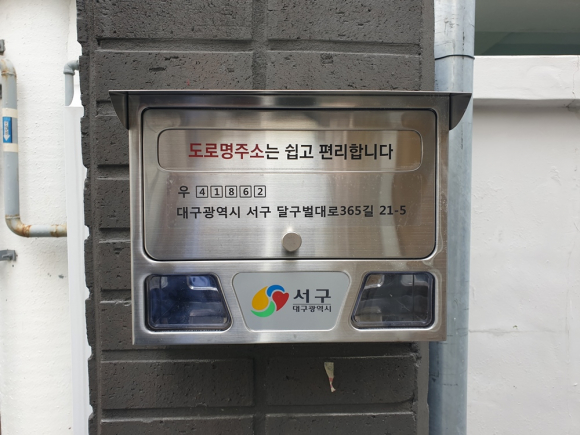 도로명주소는 쉽고 편리합니다
우 41862
대구광역시 서구 달구벌대로365길 21-5
서구
대구광역시